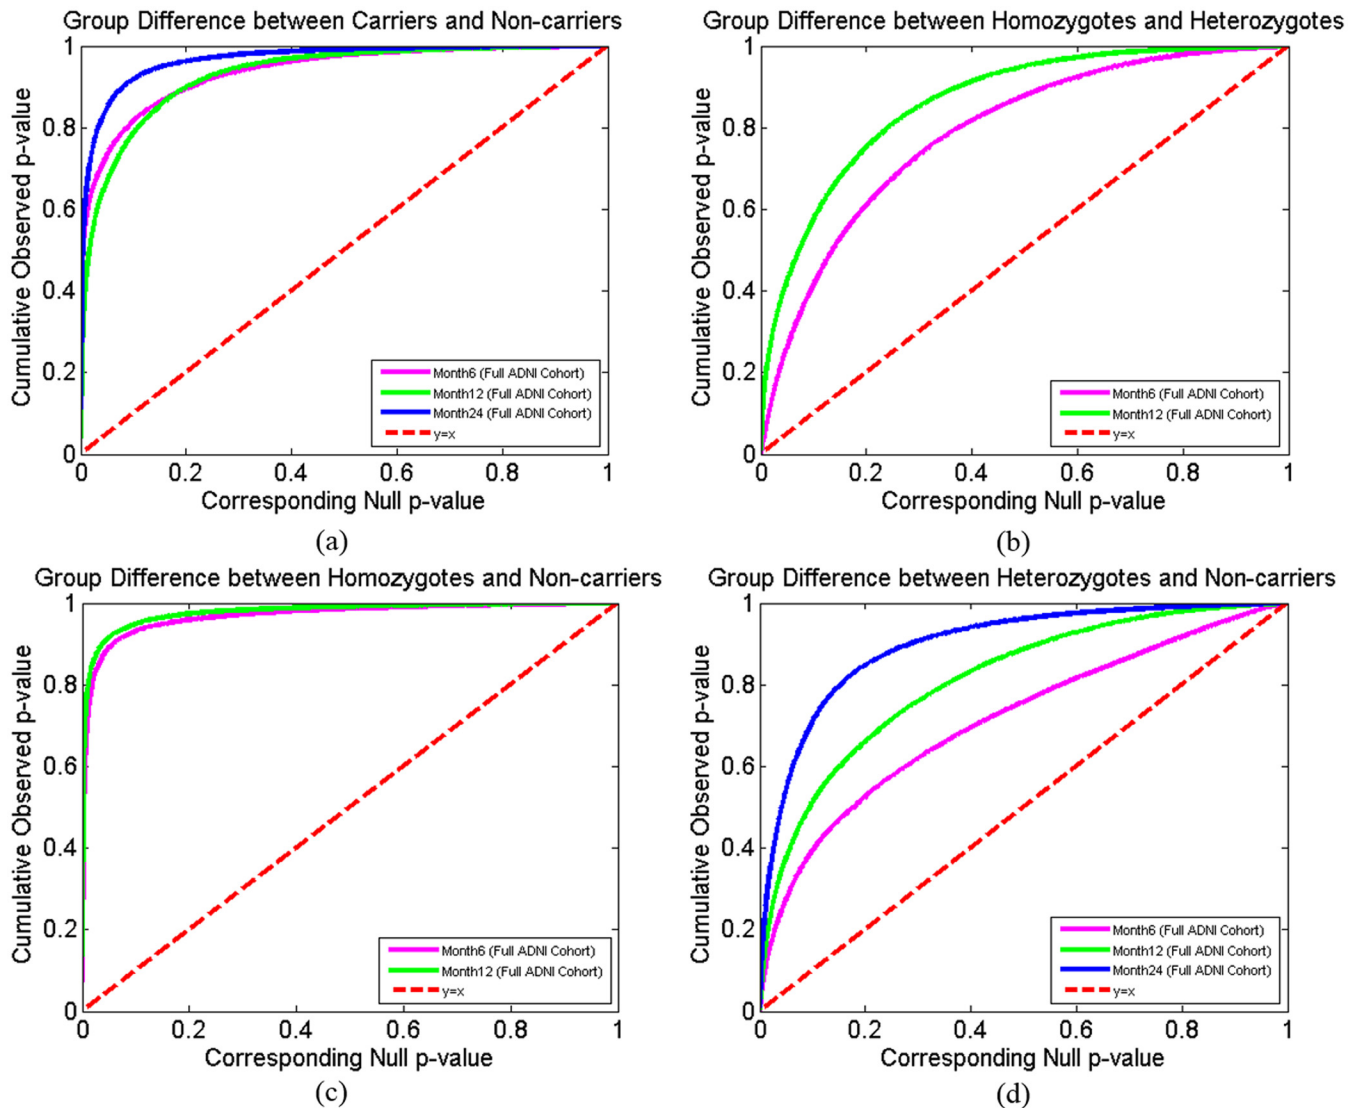 Group Difference between Carriers and Non-carriers
1
0.8
0.6
0.4
0.2
0
Cumulative Observed p-value
Month6 (Full ADNI Cohort)
Month12 (Full ADNI Cohort)
Month24 (Full ADNI Cohort)
y=x
0 0.2 0.4 0.6 0.8 1
Corresponding Null p-value
(a)
Group Difference between Homozygotes and Heterozygotes
1
0.8
0.6
0.4
0.2
0
Cumulative Observed p-value
Month6 (Full ADNI Cohort)
Month12 (Full ADNI Cohort)
y=x
0 0.2 0.4 0.6 0.8 1
Corresponding Null p-value
(b)
Group Difference between Homozygotes and Non-carriers
1
0.8
0.6
0.4
0.2
0
Cumulative Observed p-value
Month6 (Full ADNI Cohort)
Month12 (Full ADNI Cohort)
y=x
0 0.2 0.4 0.6 0.8 1
Corresponding Null p-value
(c)
Group Difference between Heterozygotes and Non-carriers
1
0.8
0.6
0.4
0.2
0
Cumulative Observed p-value
Month6 (Full ADNI Cohort)
Month12 (Full ADNI Cohort)
Month24 (Full ADNI Cohort)
y=x
0 0.2 0.4 0.6 0.8 1
Corresponding Null p-value
(d)